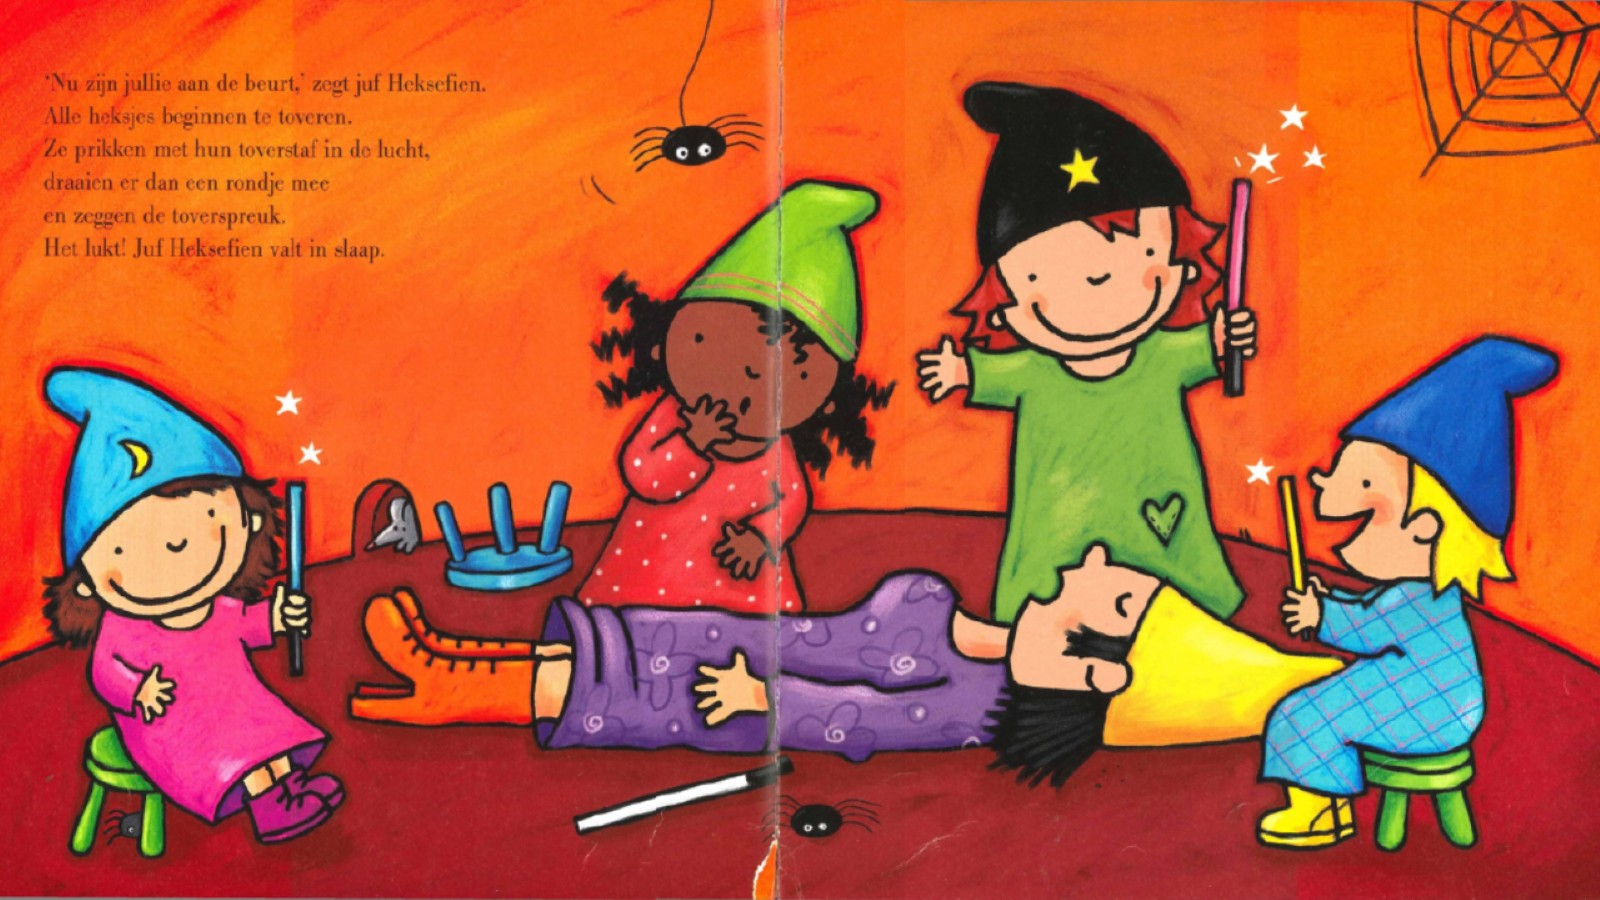 ‘Nu zijn jullie aan de beurt,’ zegt juf Heksefien.
Alle heksjes beginnen te toveren.
Ze prikken met hun toverstaf in de lucht,
draaien er dan een rondje mee
en zeggen de toverspreuk.
Het lukt! Juf Heksefien valt in slaap.